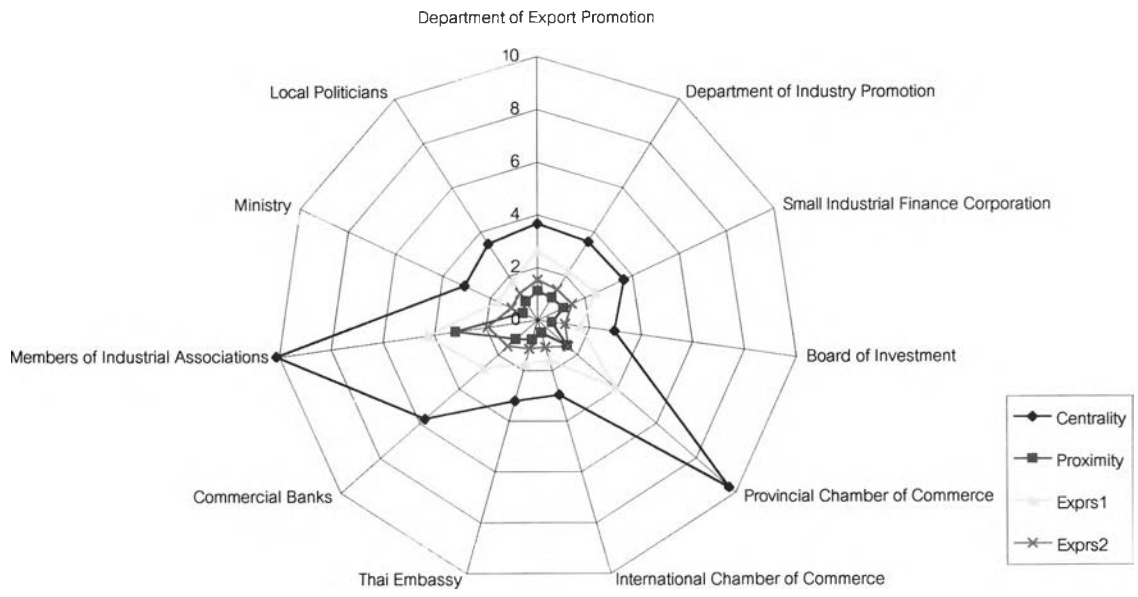 Department of Export Promotion
10
Local Politicians
Department of Industry Promotion
8
6
Ministry
Small Industrial Finance Corporation
4
2
0
Members of Industrial Associations
Board of Investment
Centrality
Proximity
Exprs1
Exprs2
Commercial Banks
Provincial Chamber of Commerce
Thai Embassy
International Chamber of Commerce